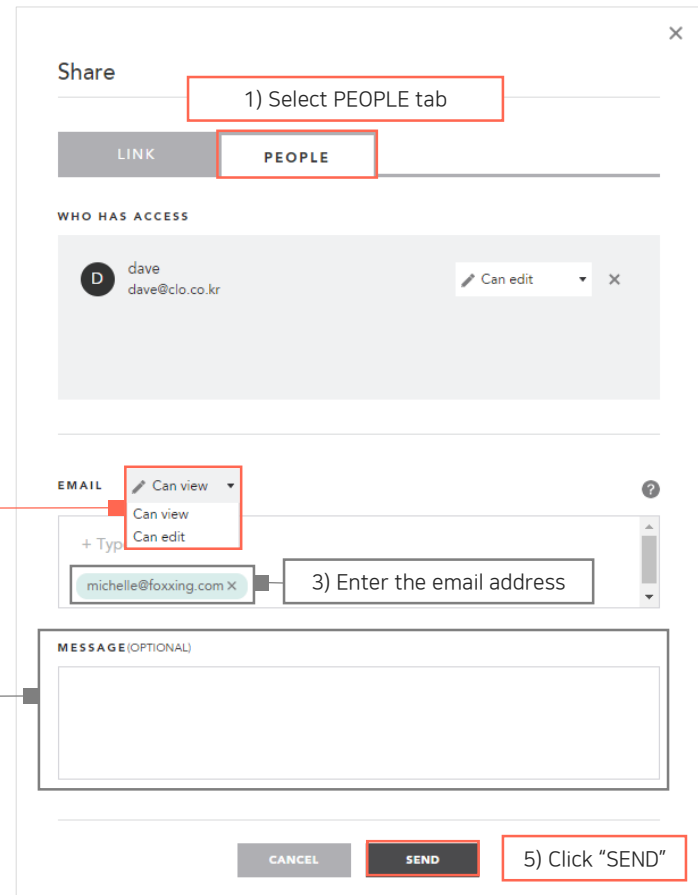 Share
1) Select PEOPLE tab
LINK
PEOPLE
WHO HAS ACCESS
D
dave
dave@clo.co.kr
Can edit
EMAIL
Can view
?
Can view
Can edit
+ Typ
michelle@foxxing.com ×
3) Enter the email address
MESSAGE(OPTIONAL)
CANCEL
SEND
5) Click “SEND”